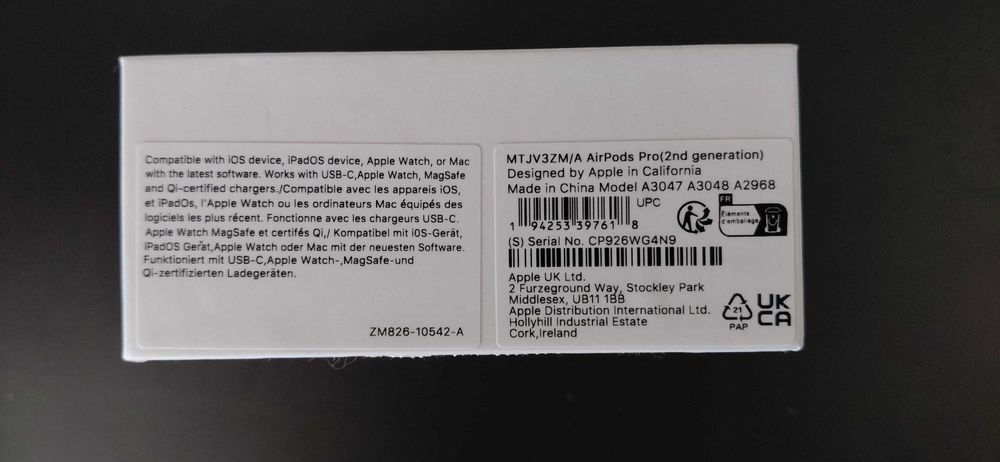 Compatible with iOS device, iPadOS device, Apple Watch, or Mac
with the latest software. Works with USB-C,Apple Watch, MagSafe
and Qi-certified chargers./Compatible avec les appareis iOS,
et iPadOs, l'Apple Watch ou les ordinateurs Mac équipés des
logiciels les plus récent. Fonctionne avec les chargeurs USB-C.
Apple Watch MagSafe et certifés Qi,/ Kompatibel mit i0S-Gerät,
iPadOS Gerät,Apple Watch oder Mac mit der neuesten Software.
Funktioniert mit USB-C,Apple Watch-,MagSafe-und
Qi-zertifizierten Ladegeräten.
ZM826-10542-A
MTJV3ZM/A AirPods Pro(2nd generation)
Designed by Apple in California
Made in China Model A3047 A3048 A2968
UPC
1 94253 39761 8
FR
Éléments
d'emballage
(S) Serial No. CP926WG4N9
Apple UK Ltd.
2 Furzeground Way, Stockley Park
Middlesex, UB11 1BB
Apple Distribution International Ltd.
Hollyhill Industrial Estate
Cork,Ireland
21
PAP
UK
CA